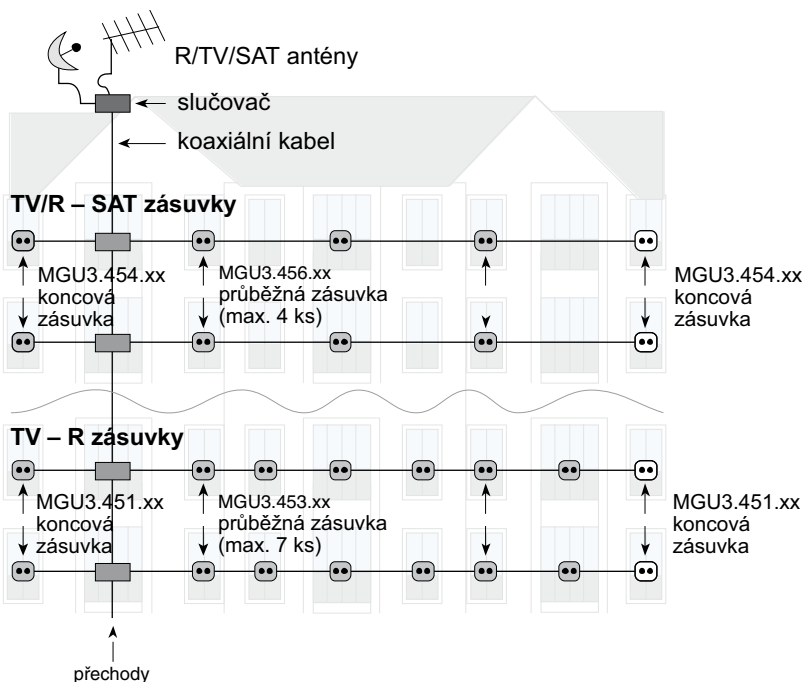 R/TV/SAT antény
slučovač
koaxiální kabel
TV/R – SAT zásuvky
MGU3.454.xx
koncová
zásuvka
MGU3.456.xx
průběžná zásuvka
(max. 4 ks)
MGU3.454.xx
koncová
zásuvka
TV – R zásuvky
MGU3.451.xx
koncová
zásuvka
MGU3.453.xx
průběžná zásuvka
(max. 7 ks)
MGU3.451.xx
koncová
zásuvka
přechody